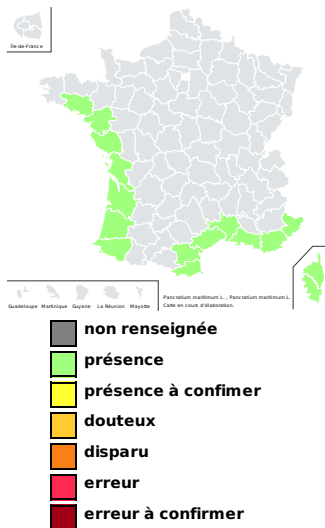 Île-de-France
Guadeloupe Martinique Guyane La Réunion Mayotte
Pancratium maritimum L. , Pancratium maritimum L.
Carte en cours d'élaboration.
non renseignée
présence
présence à confimer
douteux
disparu
erreur
erreur à confirmer